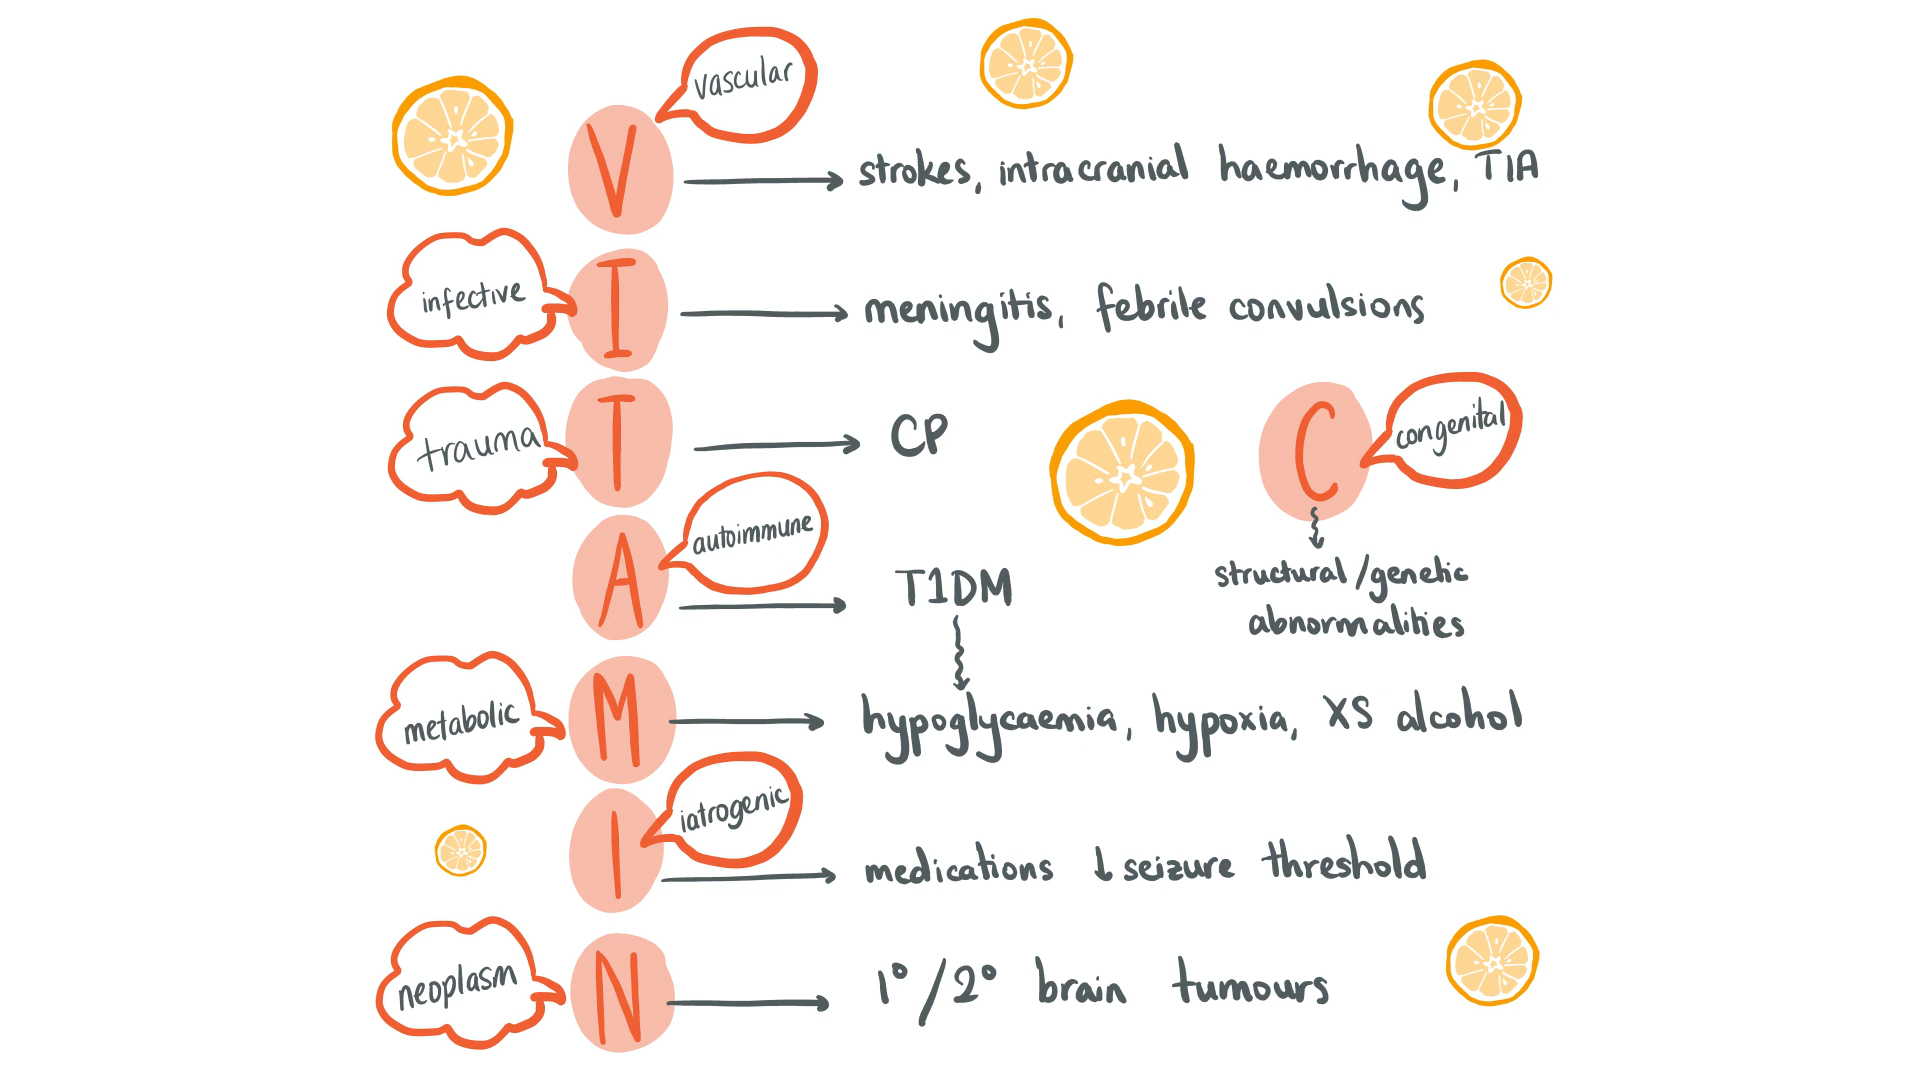 vascular
V
strokes, intracranial haemorrhage, TIA
infective
I
meningitis, febrile convulsions
trauma
T
CP
C
congenital
structural/genetic
abnormalities
A
autoimmune
T1DM
metabolic
M
hypoglycaemia, hypoxia, XS alcohol
I
iatrogenic
medications ↓ seizure threshold
neoplasm
N
1°/2° brain tumours